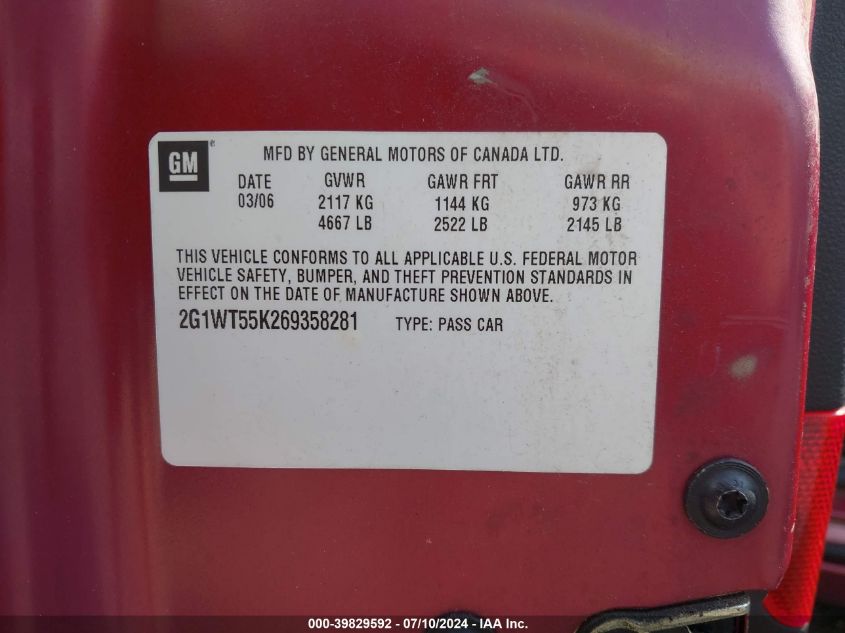 GM
MFD BY GENERAL MOTORS OF CANADA LTD.
DATE GVWR GAWR FRT GAWR RR
03/06 2117 KG 1144 KG 973 KG
4667 LB 2522 LB 2145 LB
THIS VEHICLE CONFORMS TO ALL APPLICABLE U.S. FEDERAL MOTOR
VEHICLE SAFETY, BUMPER, AND THEFT PREVENTION STANDARDS IN
EFFECT ON THE DATE OF MANUFACTURE SHOWN ABOVE.
2G1WT55K269358281 TYPE: PASS CAR
000-39829592 - 07/10/2024 - IAA Inc.